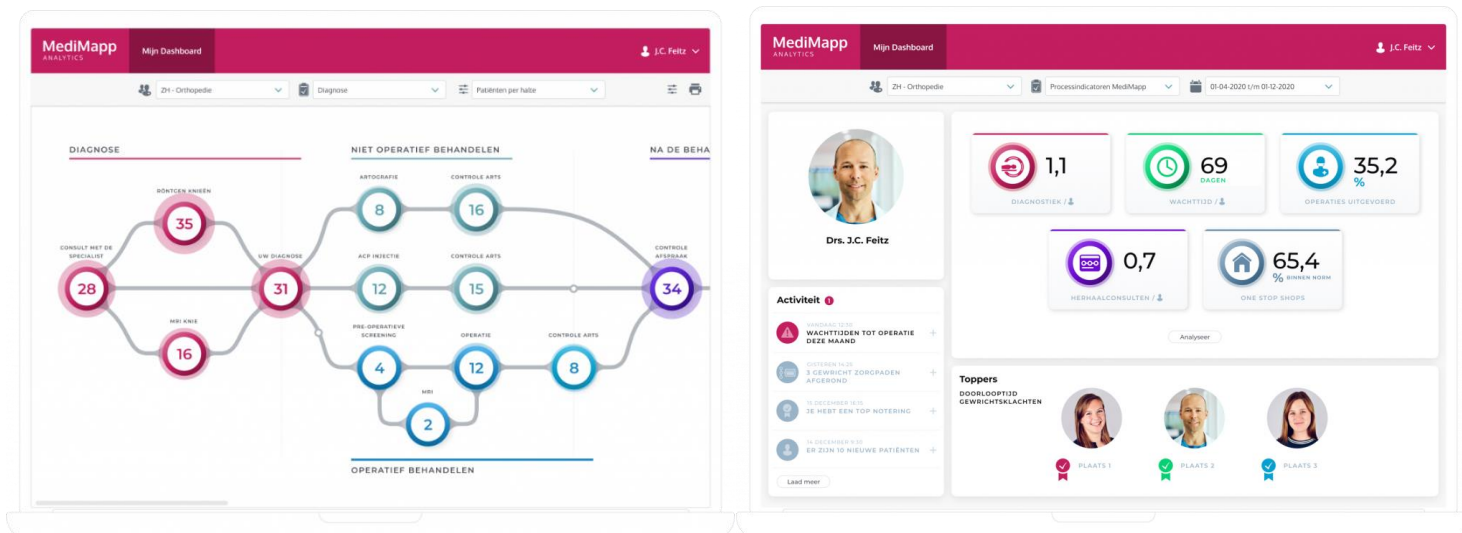 MediMapp
ANALYTICS
Mijn Dashboard
J.C. Feitz
ZH - Orthopedie
Diagnose
Patiënten per halte
DIAGNOSE
NIET OPERATIEF BEHANDELEN
NA DE BEHA
ARTOGRAFIE
CONTROLE ARTS
RÖNTGEN KNIEËN
8
16
35
CONSULT MET DE
SPECIALIST
UW DIAGNOSE
ACP INJECTIE
CONTROLE ARTS
CONTROLE
AFSPRAAK
28
31
12
15
34
MRI KNIE
PRE-OPERATIEVE
SCREENING
OPERATIE
CONTROLE ARTS
16
4
12
8
MRI
2
OPERATIEF BEHANDELEN
MediMapp
ANALYTICS
Mijn Dashboard
J.C. Feitz
ZH - Orthopedie
Processindicatoren MediMapp
01-04-2020 t/m 01-12-2020
Drs. J.C. Feitz
1,1
DIAGNOSTIEK /
69
DAGEN
WACHTTIJD /
35,2
%
OPERATIES UITGEVOERD
0,7
HERHAALCONSULTEN /
65,4
% BINNEN NORM
ONE STOP SHOPS
Analyseer
Activiteit 1
VANDAAG 12:10
WACHTTIJDEN TOT OPERATIE
DEZE MAAND
GISTEREN 14:20
3 GEWRICHT ZORGPADEN
AFGEROND
JE HEBT EEN TOP NOTERING
ER ZIJN 10 NIEUWE PATIËNTEN
Laad meer
Toppers
DOORLOOPTIJD
GEWRICHTSKLACHTEN
PLAATS 1
PLAATS 2
PLAATS 3